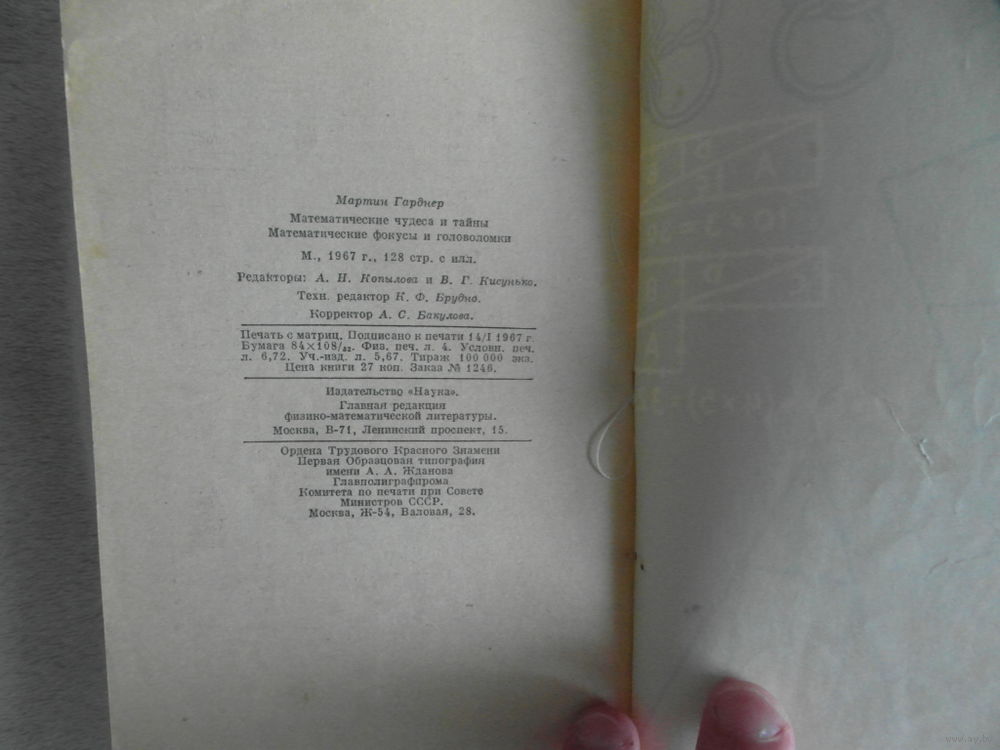 Мартин Гарднер
Математические чудеса и тайны
Математические фокусы и головоломки
М., 1967 г., 128 стр. с илл.
Редакторы: А. Н. Копылова и В. Г. Кисунько.
Техн. редактор К. Ф. Брудно.
Корректор А. С. Бакулова.
Печать с матриц. Подписано к печати 14/I 1967 г.
Бумага 84×108/₃₂. Физ. печ. л. 4. Условн. печ.
л. 6,72. Уч.-изд. л. 5,67. Тираж 100 000 экз.
Цена книги 27 коп. Заказ № 1246.
Издательство «Наука».
Главная редакция
физико-математической литературы.
Москва, В-71, Ленинский проспект, 15.
Ордена Трудового Красного Знамени
Первая Образцовая типография
имени А. А. Жданова
Главполиграфпрома
Комитета по печати при Совете
Министров СССР.
Москва, Ж-54, Валовая, 28.
www.ay.by